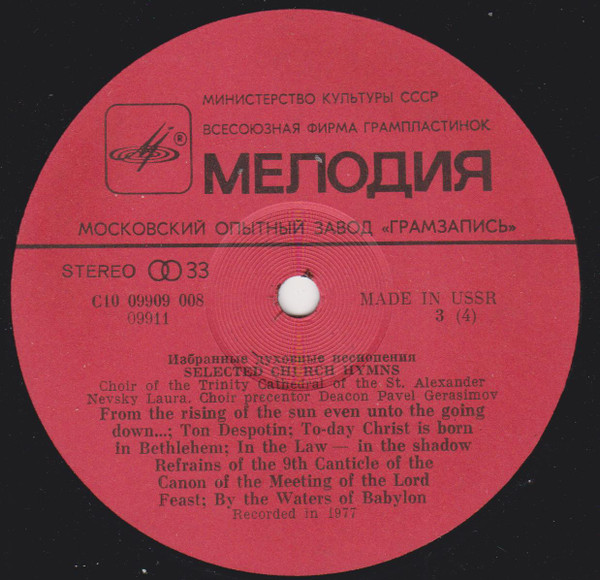 МИНИСТЕРСТВО КУЛЬТУРЫ СССР
ВСЕСОЮЗНАЯ ФИРМА ГРАМПЛАСТИНОК
®
МЕЛОДИЯ
МОСКОВСКИЙ ОПЫТНЫЙ ЗАВОД «ГРАМЗАПИСЬ»
STEREO 33
С10 09909 008 MADE IN USSR
09911 3 (4)
Избранные духовные песнопения
SELECTED CHURCH HYMNS
Choir of the Trinity Cathedral of the St. Alexander
Nevsky Laura. Choir precentor Deacon Pavel Gerasimov
From the rising of the sun even unto the going
down...; Ton Despotin; To-day Christ is born
in Bethlehem; In the Law — in the shadow
Refrains of the 9th Canticle of the
Canon of the Meeting of the Lord
Feast; By the Waters of Babylon
Recorded in 1977